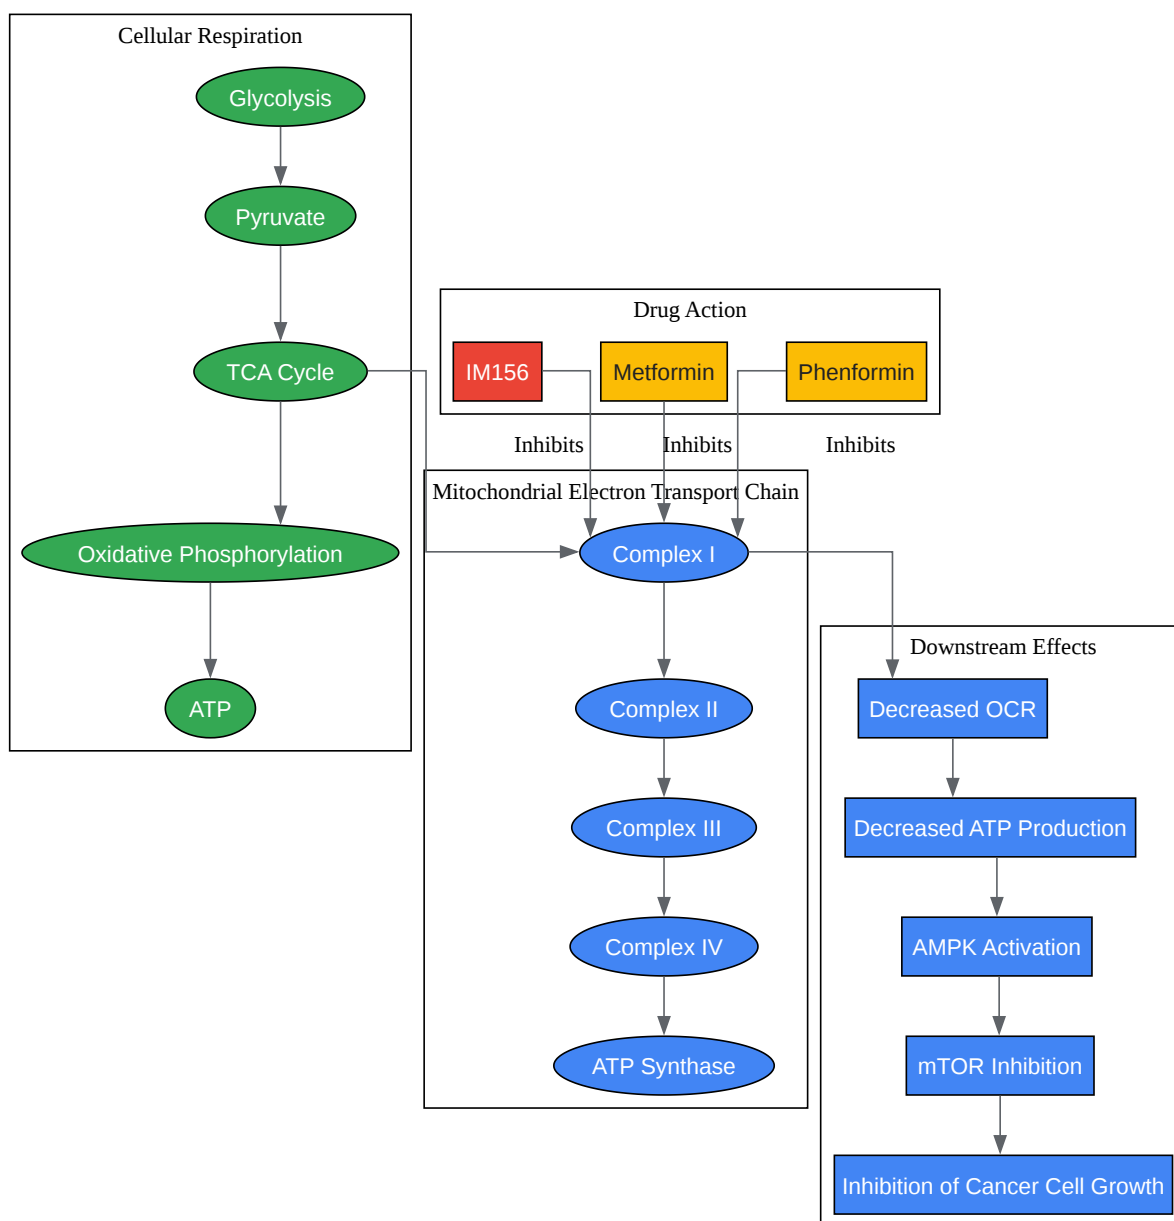 Cellular Respiration
Glycolysis
Pyruvate
TCA Cycle
Oxidative Phosphorylation
ATP
Drug Action
IM156
Metformin
Phenformin
Inhibits
Inhibits
Inhibits
Mitochondrial Electron Transport Chain
Complex I
Complex II
Complex III
Complex IV
ATP Synthase
Downstream Effects
Decreased OCR
Decreased ATP Production
AMPK Activation
mTOR Inhibition
Inhibition of Cancer Cell Growth